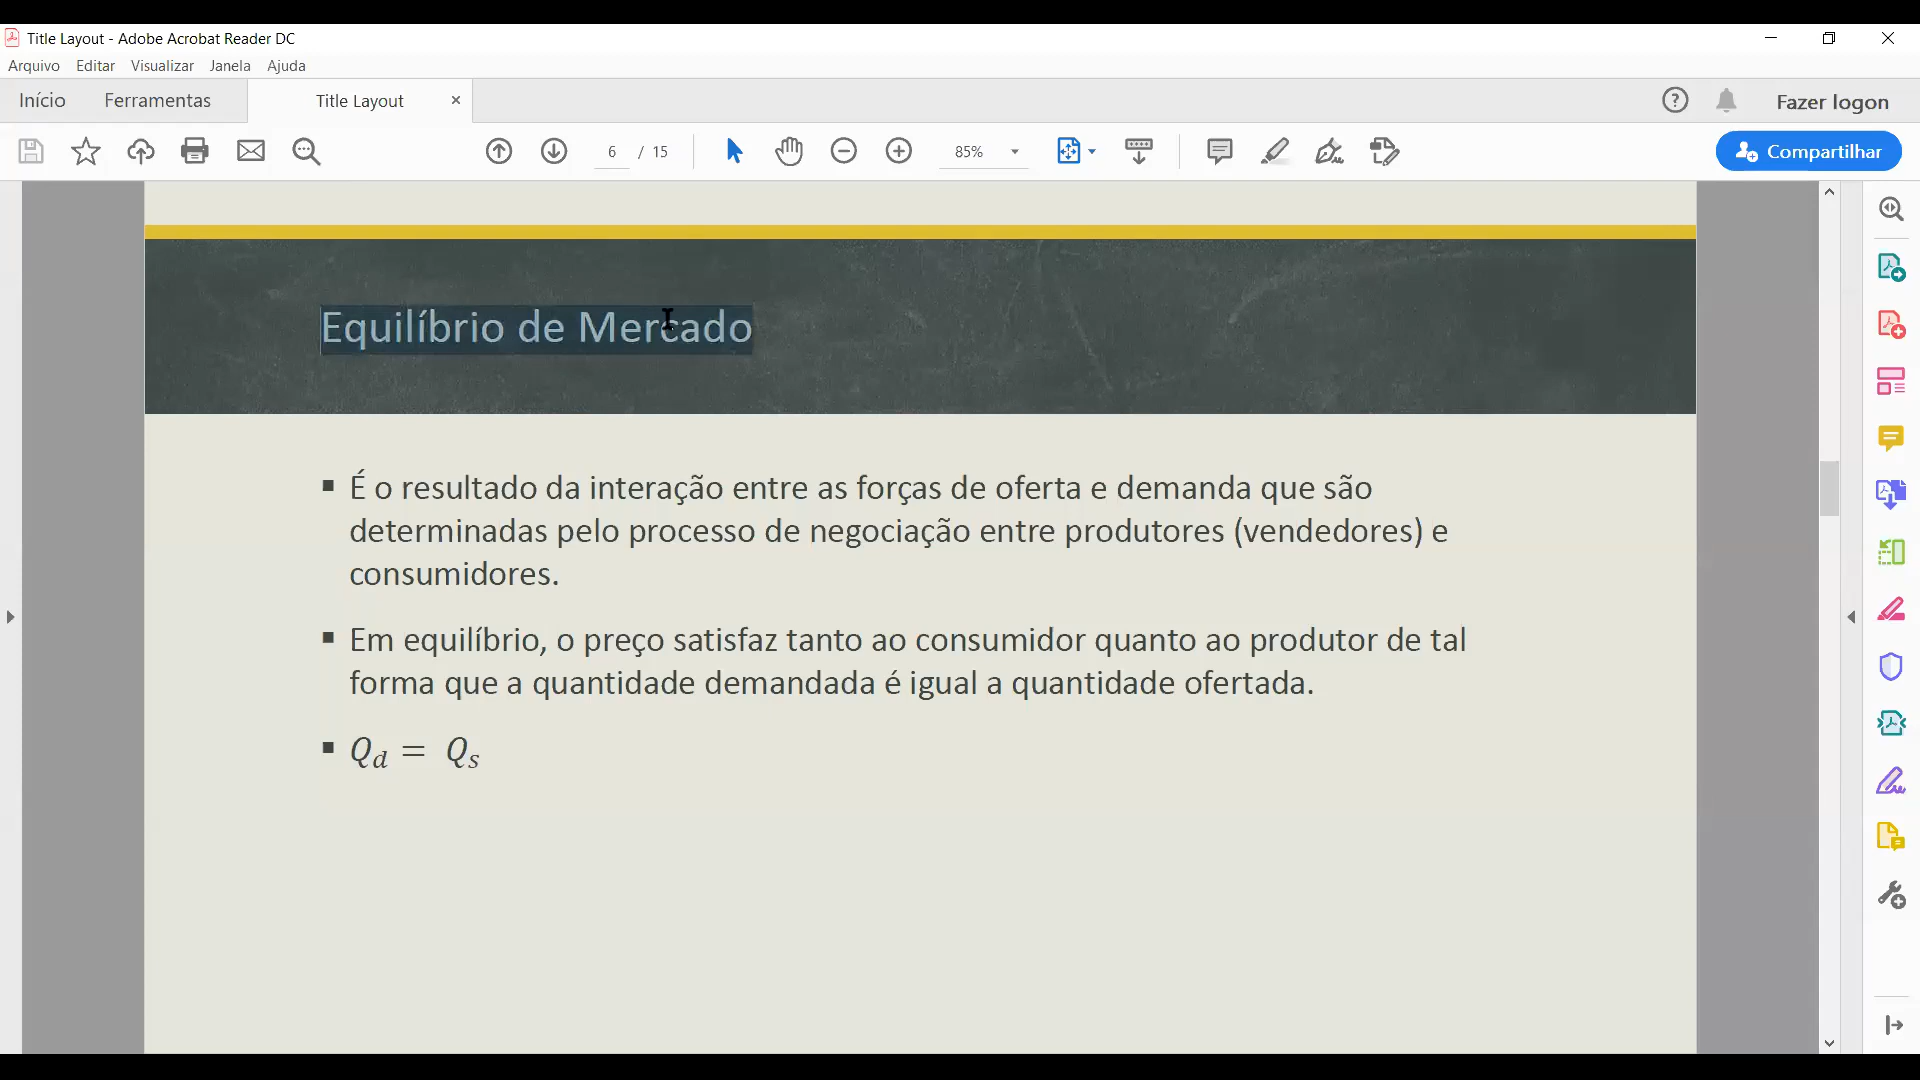 Title Layout - Adobe Acrobat Reader DC
Arquivo Editar Visualizar Janela Ajuda
Início Ferramentas Title Layout Fazer logon
6 / 15 85% Compartilhar
Equilíbrio de Mercado
▪ É o resultado da interação entre as forças de oferta e demanda que são
determinadas pelo processo de negociação entre produtores (vendedores) e
consumidores.
▪ Em equilíbrio, o preço satisfaz tanto ao consumidor quanto ao produtor de tal
forma que a quantidade demandada é igual a quantidade ofertada.
▪ Q_d = Q_s